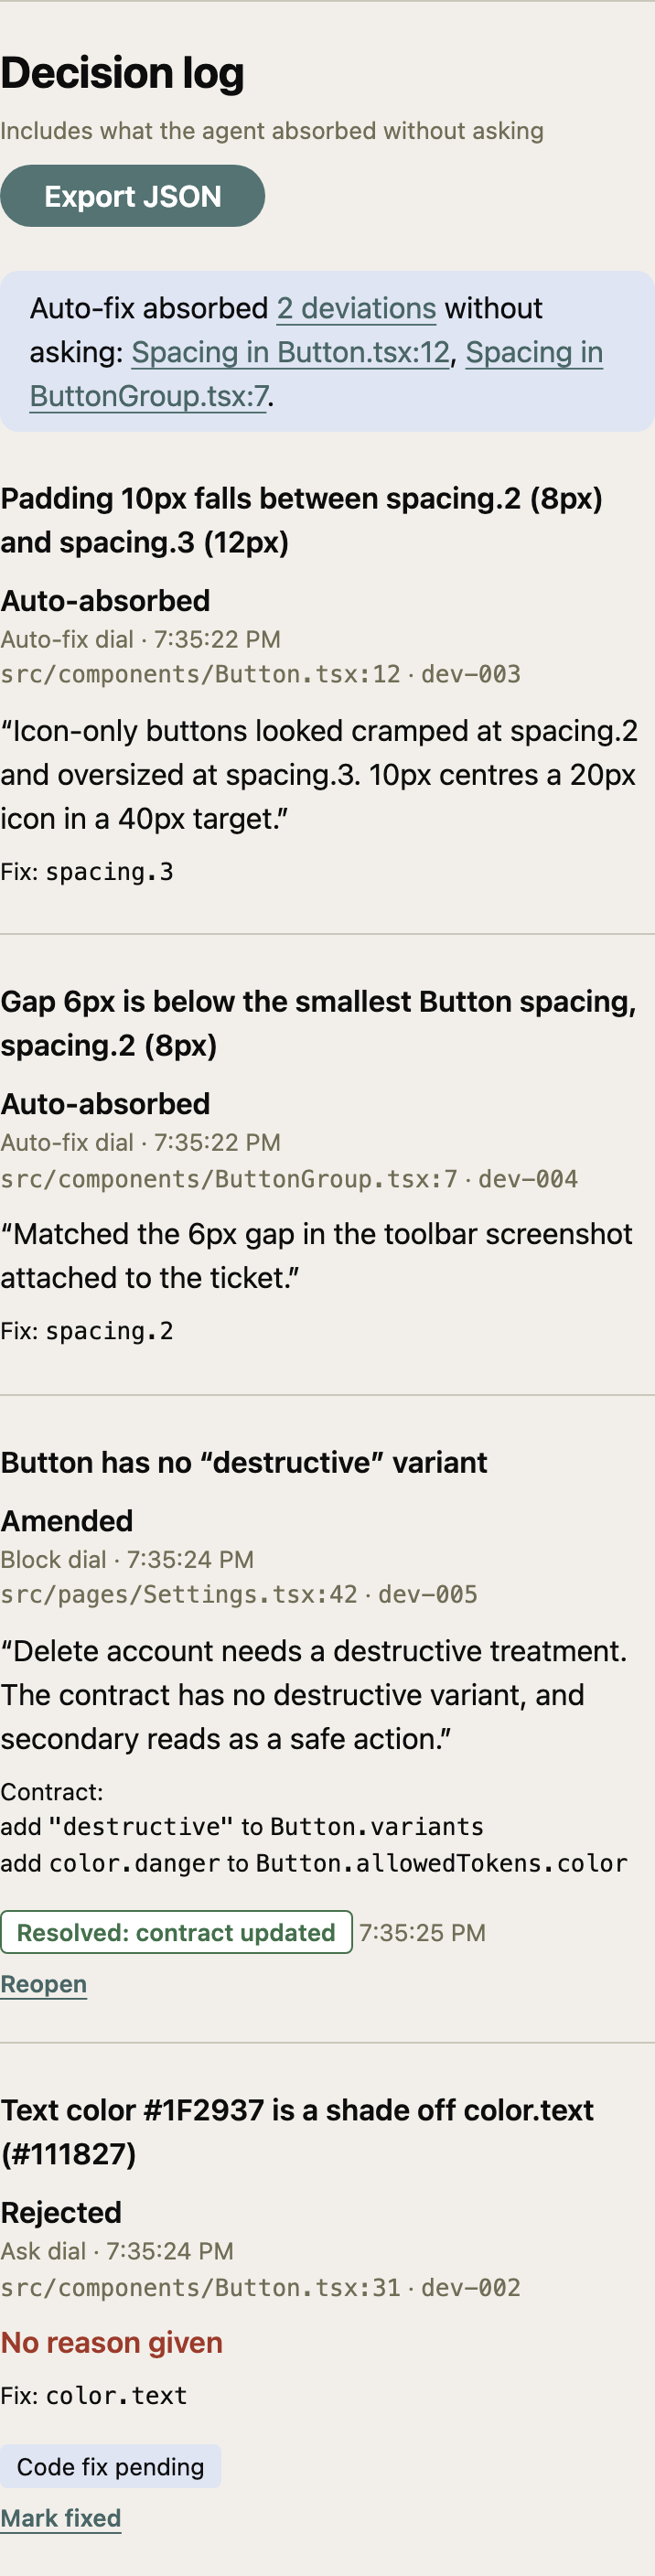 Decision log
Includes what the agent absorbed without asking
Export JSON
Auto-fix absorbed 2 deviations without
asking: Spacing in Button.tsx:12, Spacing in
ButtonGroup.tsx:7.
Padding 10px falls between spacing.2 (8px)
and spacing.3 (12px)
Auto-absorbed
Auto-fix dial · 7:35:22 PM
src/components/Button.tsx:12 · dev-003
“Icon-only buttons looked cramped at spacing.2
and oversized at spacing.3. 10px centres a 20px
icon in a 40px target.”
Fix: spacing.3
Gap 6px is below the smallest Button spacing,
spacing.2 (8px)
Auto-absorbed
Auto-fix dial · 7:35:22 PM
src/components/ButtonGroup.tsx:7 · dev-004
“Matched the 6px gap in the toolbar screenshot
attached to the ticket.”
Fix: spacing.2
Button has no “destructive” variant
Amended
Block dial · 7:35:24 PM
src/pages/Settings.tsx:42 · dev-005
“Delete account needs a destructive treatment.
The contract has no destructive variant, and
secondary reads as a safe action.”
Contract:
add "destructive" to Button.variants
add color.danger to Button.allowedTokens.color
Resolved: contract updated 7:35:25 PM
Reopen
Text color #1F2937 is a shade off color.text
(#111827)
Rejected
Ask dial · 7:35:24 PM
src/components/Button.tsx:31 · dev-002
No reason given
Fix: color.text
Code fix pending
Mark fixed